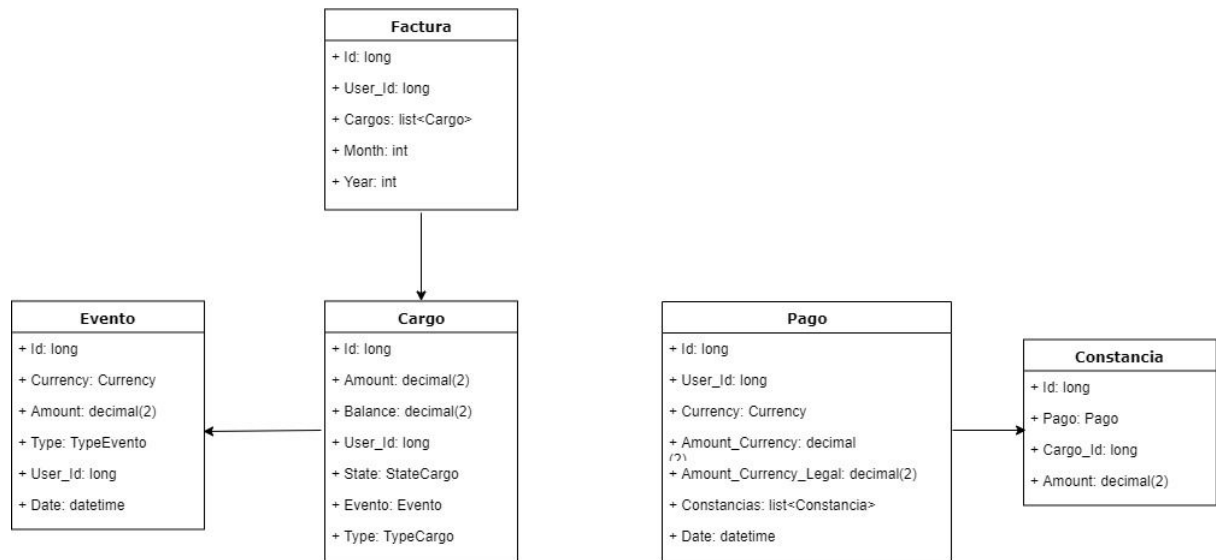 Factura
+ Id: long
+ User_Id: long
+ Cargos: list<Cargo>
+ Month: int
+ Year: int
Evento
+ Id: long
+ Currency: Currency
+ Amount: decimal(2)
+ Type: TypeEvento
+ User_Id: long
+ Date: datetime
Cargo
+ Id: long
+ Amount: decimal(2)
+ Balance: decimal(2)
+ User_Id: long
+ State: StateCargo
+ Evento: Evento
+ Type: TypeCargo
Pago
+ Id: long
+ User_Id: long
+ Currency: Currency
+ Amount_Currency: decimal
(2)
+ Amount_Currency_Legal: decimal(2)
+ Constancias: list<Constancia>
+ Date: datetime
Constancia
+ Id: long
+ Pago: Pago
+ Cargo_Id: long
+ Amount: decimal(2)